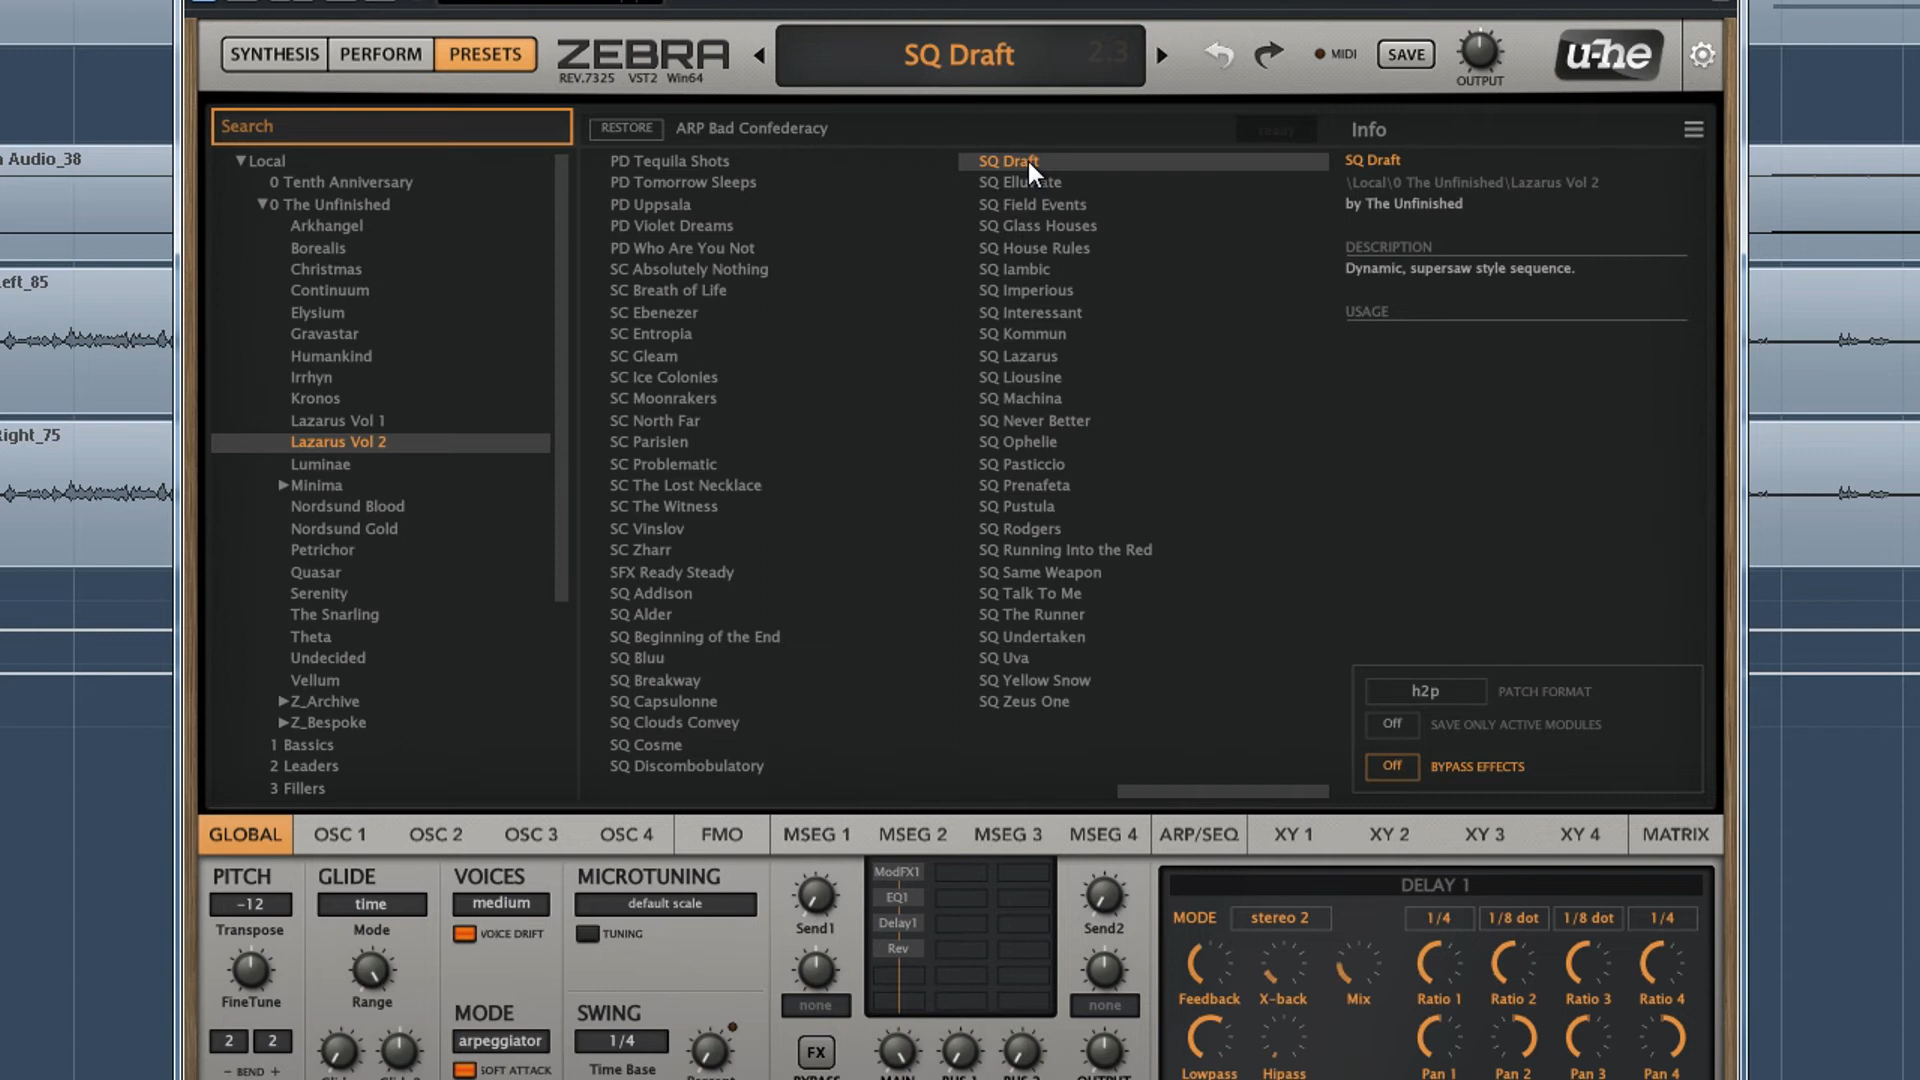 SYNTHESIS PERFORM PRESETS
ZEBRA
REV.7325 VST2 Win64
SQ Draft 2.3
MIDI SAVE
OUTPUT
u-he
Search
RESTORE ARP Bad Confederacy ready
Info
Audio_38
Left_85
Right_75
Local
0 Tenth Anniversary
0 The Unfinished
Arkhangel
Borealis
Christmas
Continuum
Elysium
Gravastar
Humankind
Irrhyn
Kronos
Lazarus Vol 1
Lazarus Vol 2
Luminae
Minima
Nordsund Blood
Nordsund Gold
Petrichor
Quasar
Serenity
The Snarling
Theta
Undecided
Vellum
Z_Archive
Z_Bespoke
1 Bassics
2 Leaders
3 Fillers
PD Tequila Shots
PD Tomorrow Sleeps
PD Uppsala
PD Violet Dreams
PD Who Are You Not
SC Absolutely Nothing
SC Breath of Life
SC Ebenezer
SC Entropia
SC Gleam
SC Ice Colonies
SC Moonrakers
SC North Far
SC Parisien
SC Problematic
SC The Lost Necklace
SC The Witness
SC Vinslov
SC Zharr
SFX Ready Steady
SQ Addison
SQ Alder
SQ Beginning of the End
SQ Bluu
SQ Breakway
SQ Capsulonne
SQ Clouds Convey
SQ Cosme
SQ Discombobulatory
SQ Draft
SQ
SQ Field Events
SQ Glass Houses
SQ House Rules
SQ Iambic
SQ Imperious
SQ Interessant
SQ Kommun
SQ Lazarus
SQ Liousine
SQ Machina
SQ Never Better
SQ Ophelie
SQ Pasticcio
SQ Prenafeta
SQ Pustula
SQ Rodgers
SQ Running Into the Red
SQ Same Weapon
SQ Talk To Me
SQ The Runner
SQ Undertaken
SQ Uva
SQ Yellow Snow
SQ Zeus One
SQ Draft
\Local\0 The Unfinished\Lazarus Vol 2
by The Unfinished
DESCRIPTION
Dynamic, supersaw style sequence.
USAGE
h2p PATCH FORMAT
Off SAVE ONLY ACTIVE MODULES
Off BYPASS EFFECTS
GLOBAL OSC 1 OSC 2 OSC 3 OSC 4 FMO MSEG 1 MSEG 2 MSEG 3 MSEG 4 ARP/SEQ XY 1 XY 2 XY 3 XY 4 MATRIX
PITCH
-12
Transpose
FineTune
2 2
- BEND +
GLIDE
time
Mode
Range
VOICES
medium
VOICE DRIFT
MODE
arpeggiator
SOFT ATTACK
MICROTUNING
default scale
TUNING
SWING
1/4
Time Base
Send1
none
FX
ModFX1
EQ1
Delay1
Rev
Send2
none
DELAY 1
MODE stereo 2 1/4 1/8 dot 1/8 dot 1/4
Feedback X-back Mix Ratio 1 Ratio 2 Ratio 3 Ratio 4
Lowpass Hipass Pan 1 Pan 2 Pan 3 Pan 4